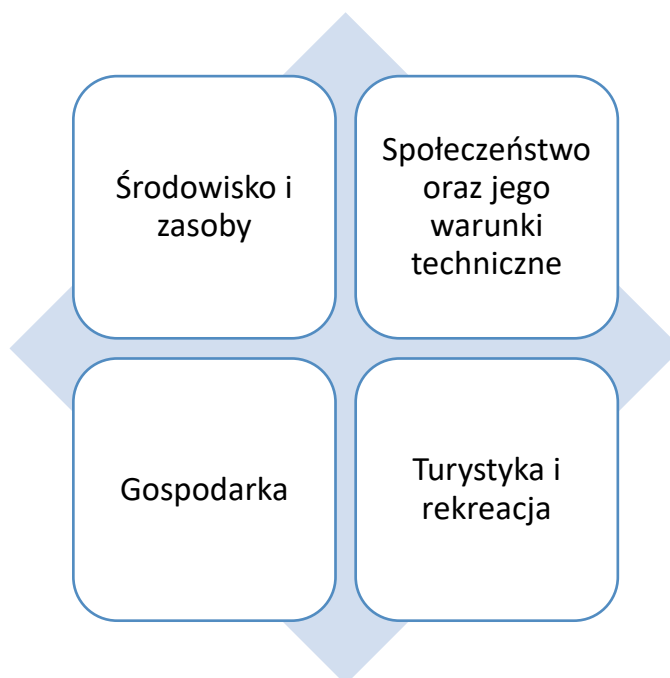 Środowisko i
zasoby
Społeczeństwo
oraz jego
warunki
techniczne
Gospodarka
Turystyka i
rekreacja